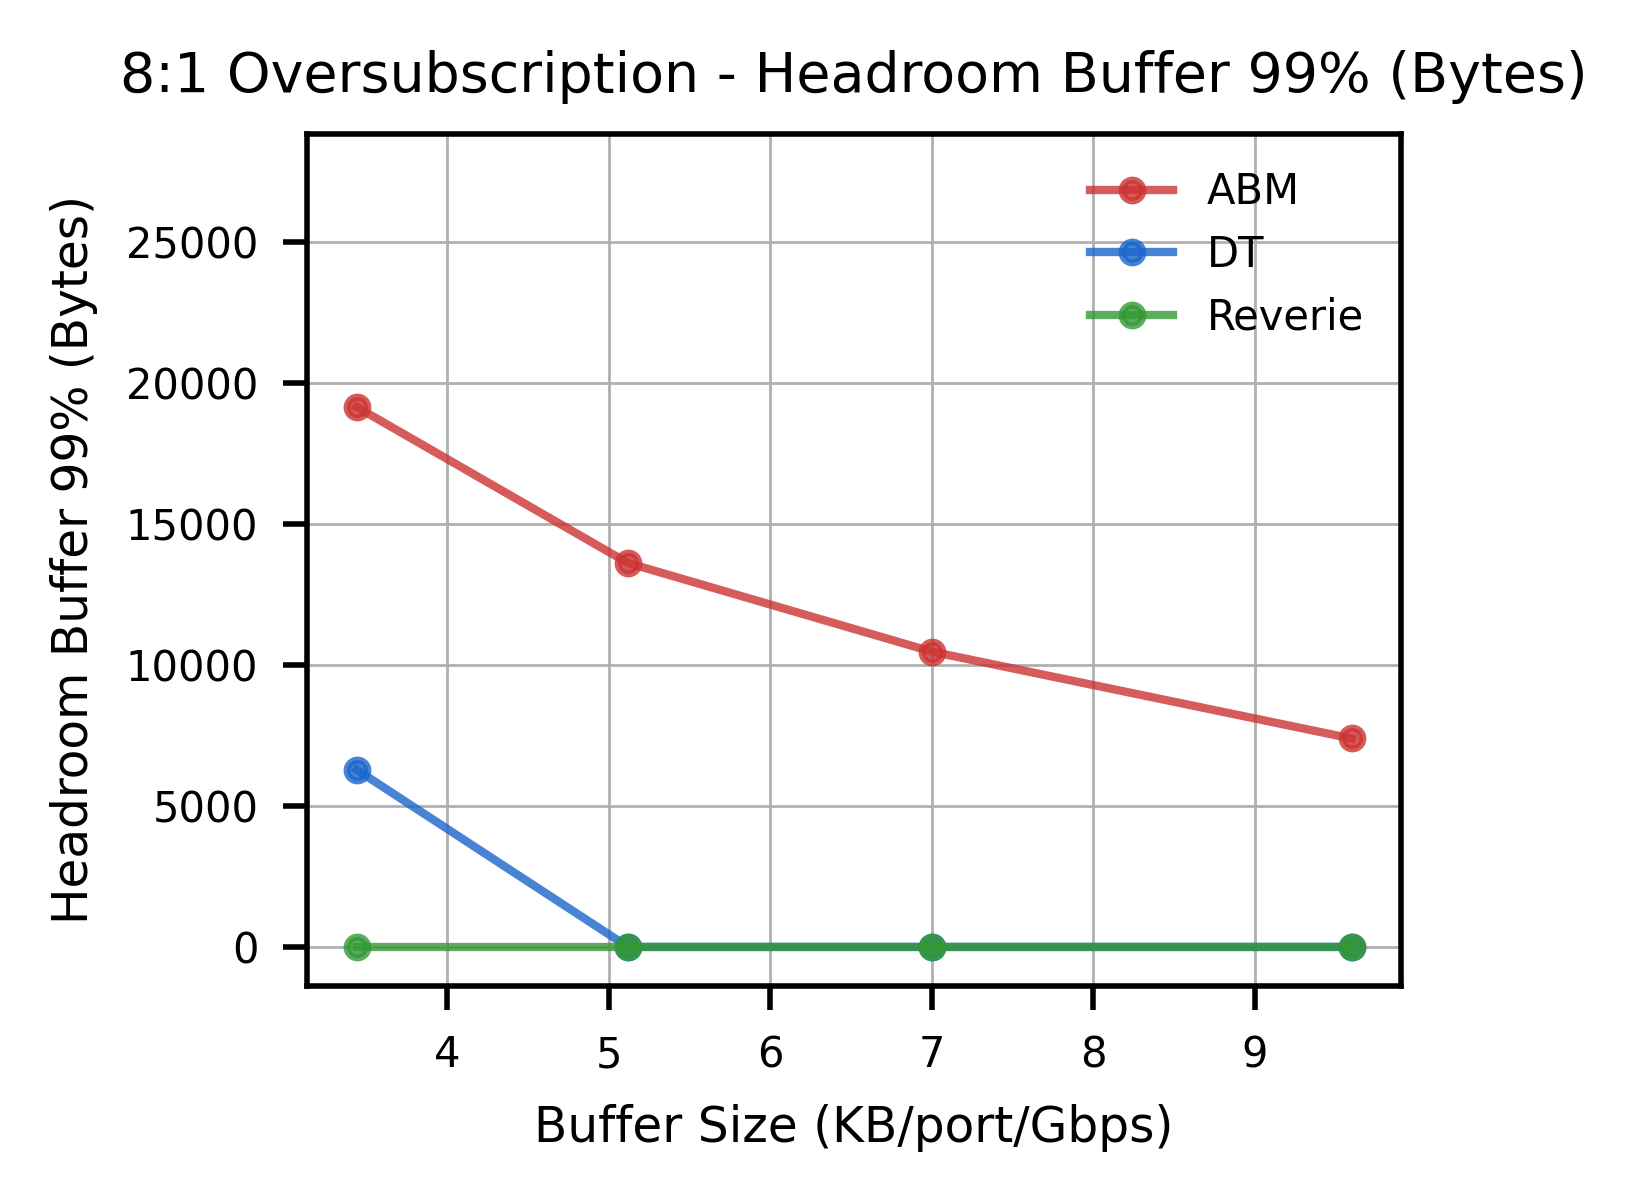 8:1 Oversubscription - Headroom Buffer 99% (Bytes)
ABM
DT
Reverie
Headroom Buffer 99% (Bytes)
25000
20000
15000
10000
5000
0
4 5 6 7 8 9
Buffer Size (KB/port/Gbps)